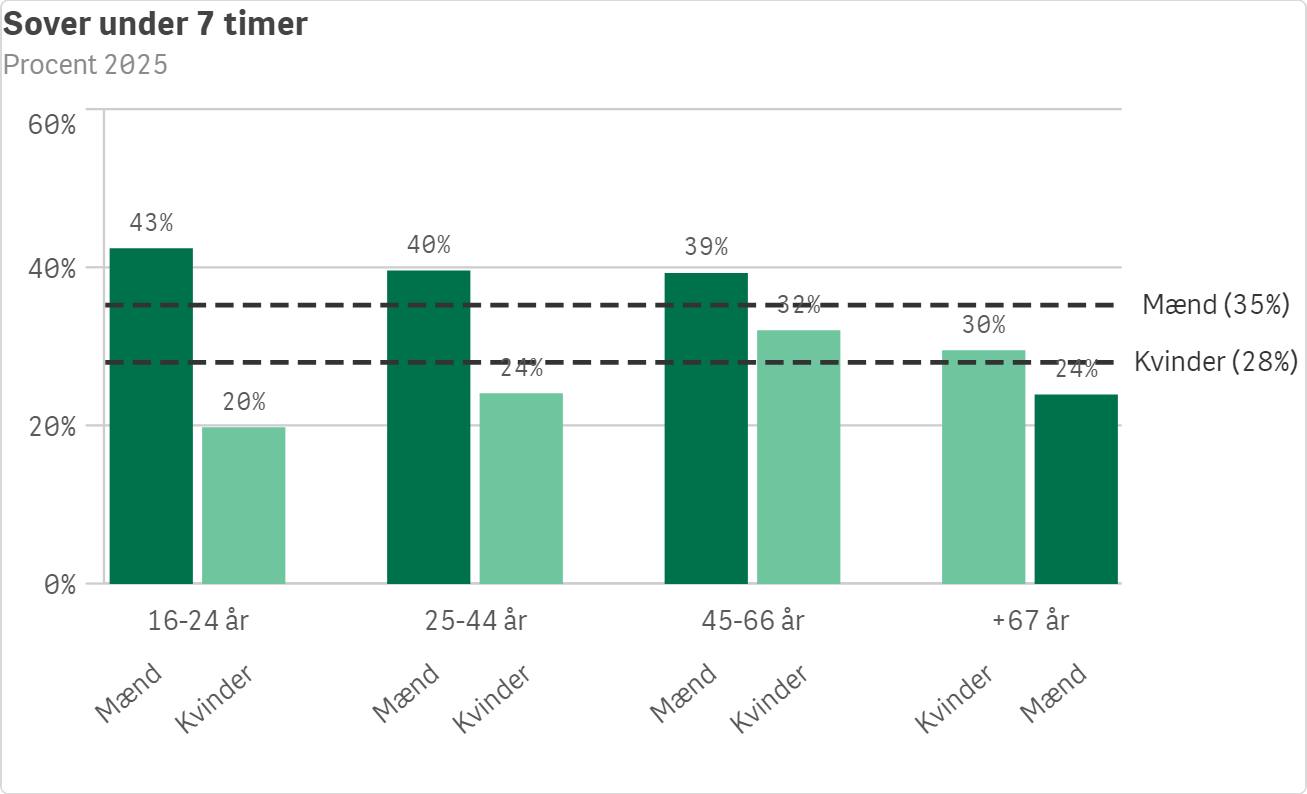 Sover under 7 timer
Procent 2025
60%
43%
40%
40%
39%
32%
Mænd (35%)
30%
24%
24%
Kvinder (28%)
20%
20%
0%
16-24 år
25-44 år
45-66 år
+67 år
Mænd
Kvinder
Mænd
Kvinder
Mænd
Kvinder
Kvinder
Mænd